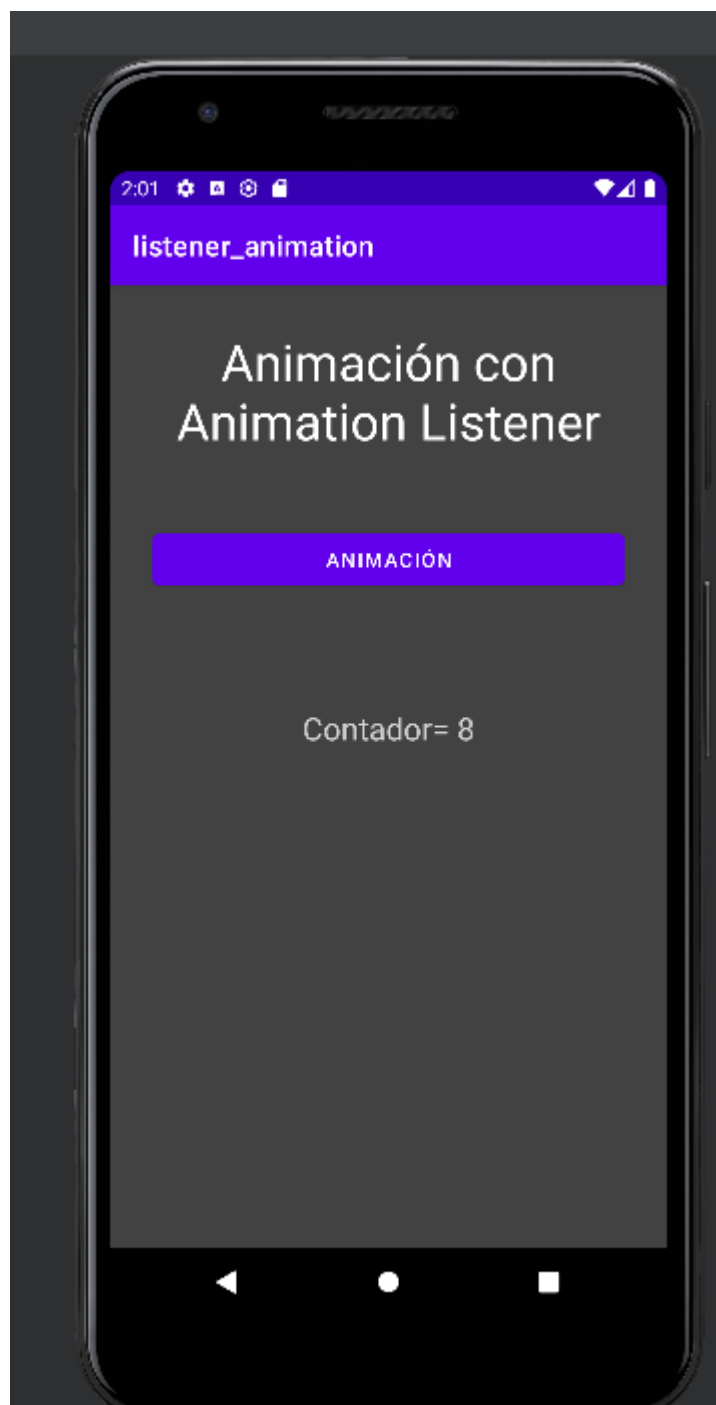 2:01
listener_animation
Animación con
Animation Listener
ANIMACIÓN
Contador= 8